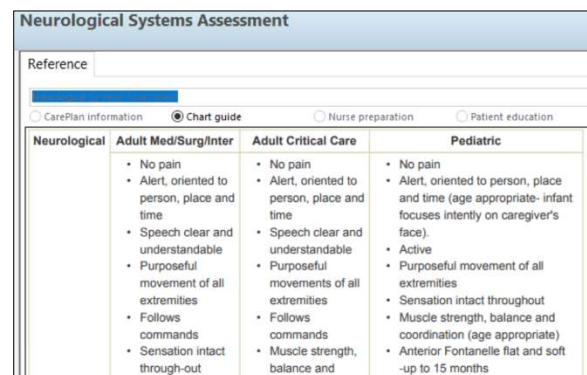 Neurological Systems Assessment
Reference
CarePlan information
Chart guide
Nurse preparation
Patient education
Neurological
Adult Med/Surg/Inter
Adult Critical Care
Pediatric
• No pain
• Alert, oriented to
person, place and
time
• Speech clear and
understandable
• Purposeful
movement of all
extremities
• Follows
commands
• Sensation intact
through-out
• No pain
• Alert, oriented to
person, place and
time
• Speech clear and
understandable
• Purposeful
movements of all
extremities
• Follows
commands
• Muscle strength,
balance and
• No pain
• Alert, oriented to person, place
and time (age appropriate- infant
focuses intently on caregiver's
face).
• Active
• Purposeful movement of all
extremities
• Sensation intact throughout
• Muscle strength, balance and
coordination (age appropriate)
• Anterior Fontanelle flat and soft
-up to 15 months